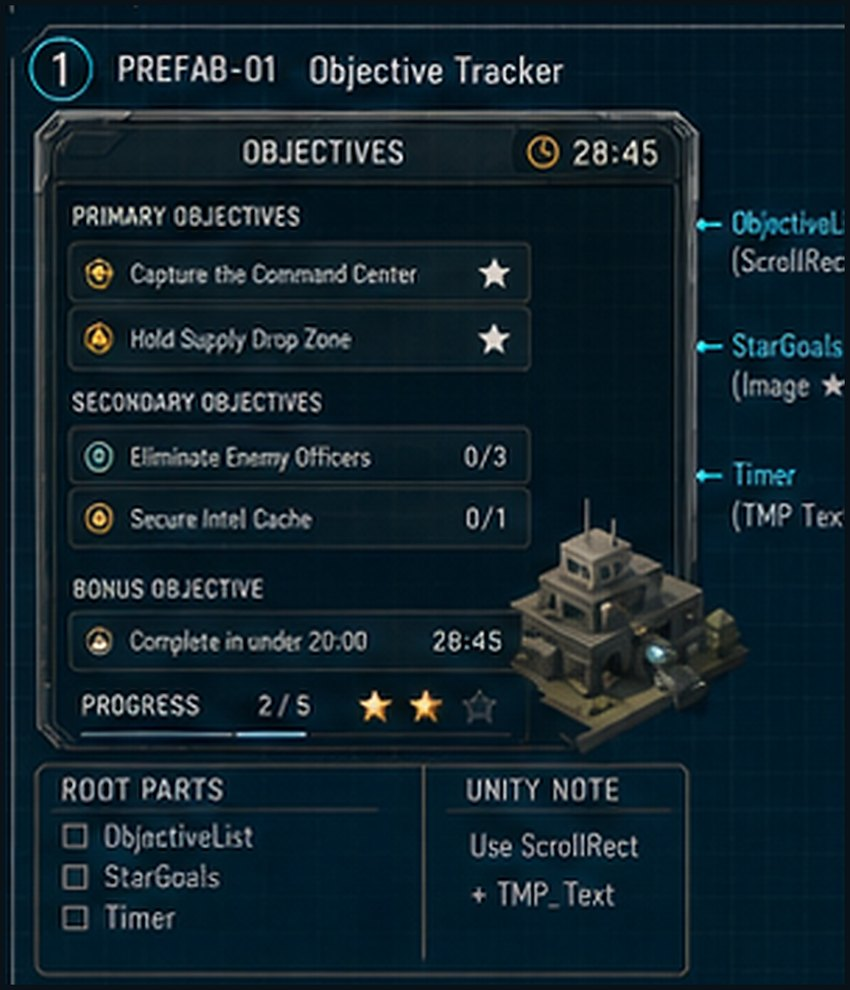 1 PREFAB-01 Objective Tracker
OBJECTIVES 28:45
PRIMARY OBJECTIVES
Capture the Command Center
Hold Supply Drop Zone
SECONDARY OBJECTIVES
Eliminate Enemy Officers 0/3
Secure Intel Cache 0/1
BONUS OBJECTIVE
Complete in under 20:00 28:45
PROGRESS 2/5
ObjectiveL
(ScrollRec
StarGoals
(Image ★
Timer
(TMP Tex
ROOT PARTS
ObjectiveList
StarGoals
Timer
UNITY NOTE
Use ScrollRect
+ TMP_Text